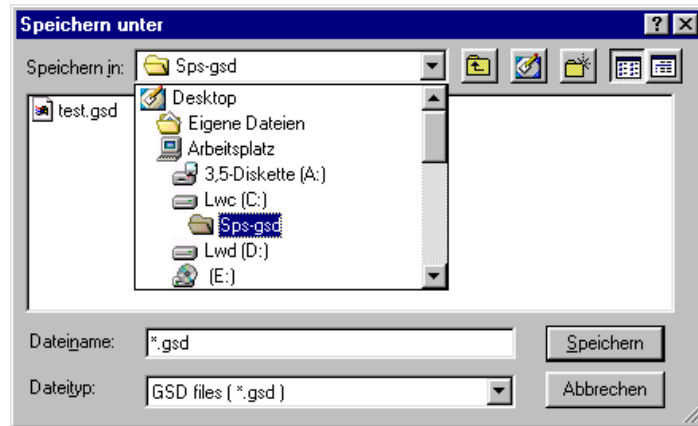 Speichern unter
Speichern in: Sps-gsd
test.gsd
Desktop
Eigene Dateien
Arbeitsplatz
3,5-Diskette (A:)
Lwc (C:)
Sps-gsd
Lwd (D:)
(E:)
Dateiname: *.gsd Speichern
Dateityp: GSD files ( *.gsd ) Abbrechen